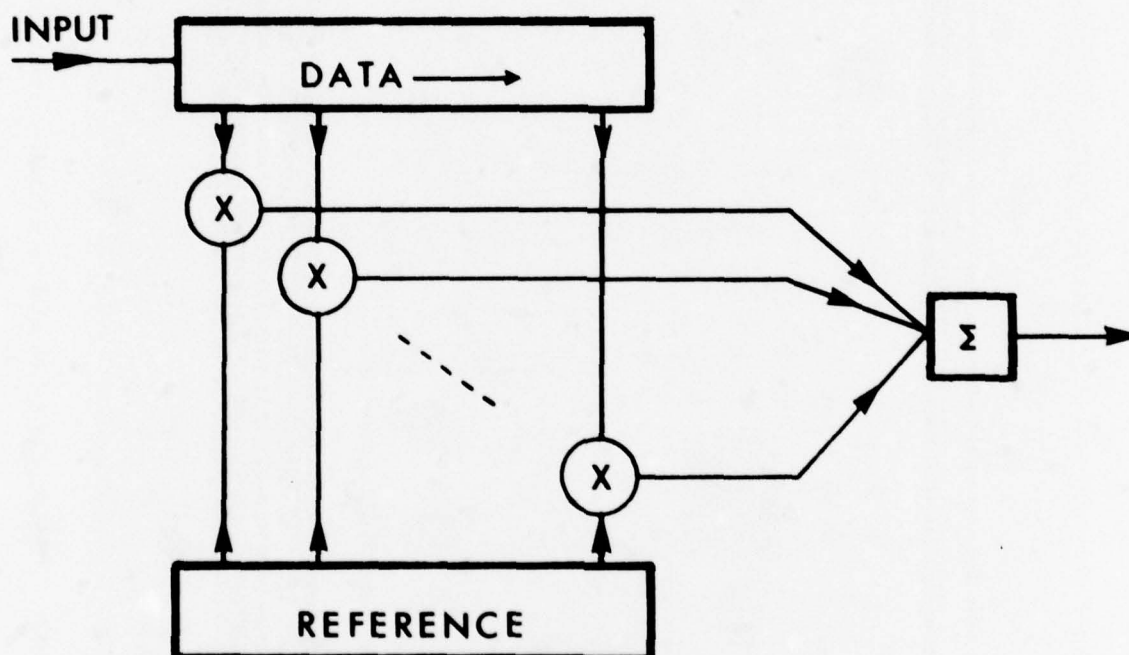 INPUT
DATA
X
X
Σ
X
REFERENCE